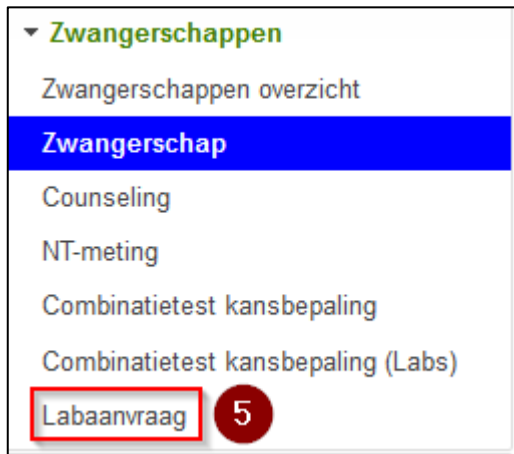 Zwangerschappen
Zwangerschappen overzicht
Zwangerschap
Counseling
NT-meting
Combinatietest kansbepaling
Combinatietest kansbepaling (Labs)
Labaanvraag 5